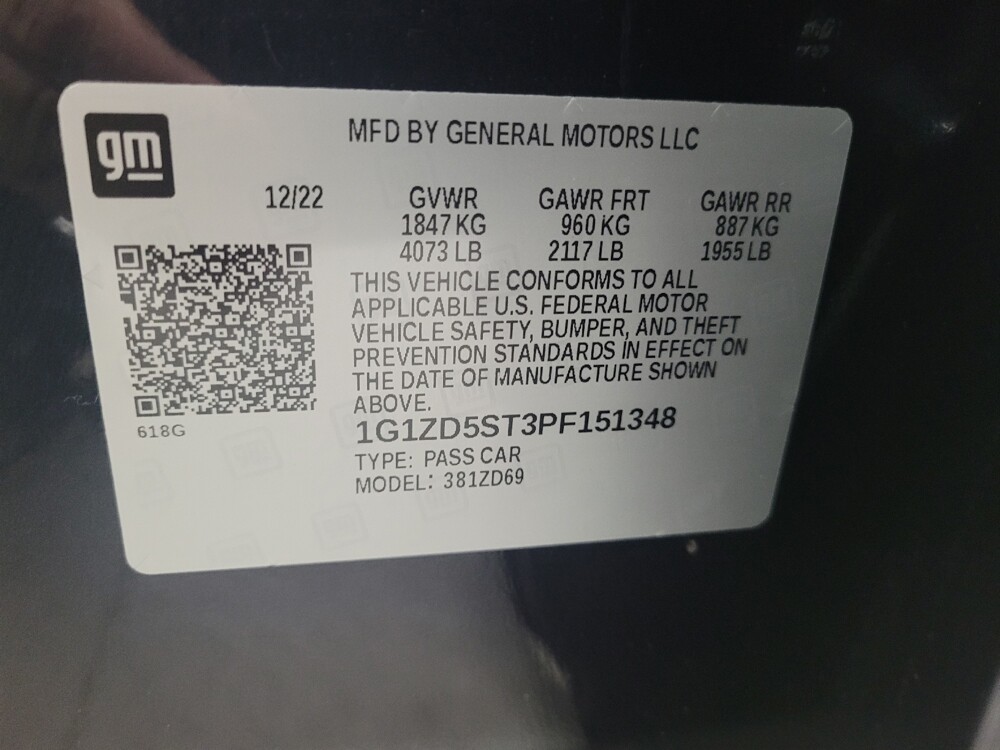 gm
MFD BY GENERAL MOTORS LLC
12/22 GVWR GAWR FRT GAWR RR
1847 KG 960 KG 887 KG
4073 LB 2117 LB 1955 LB
THIS VEHICLE CONFORMS TO ALL
APPLICABLE U.S. FEDERAL MOTOR
VEHICLE SAFETY, BUMPER, AND THEFT
PREVENTION STANDARDS IN EFFECT ON
THE DATE OF MANUFACTURE SHOWN
ABOVE.
618G
1G1ZD5ST3PF151348
TYPE: PASS CAR
MODEL: 381ZD69